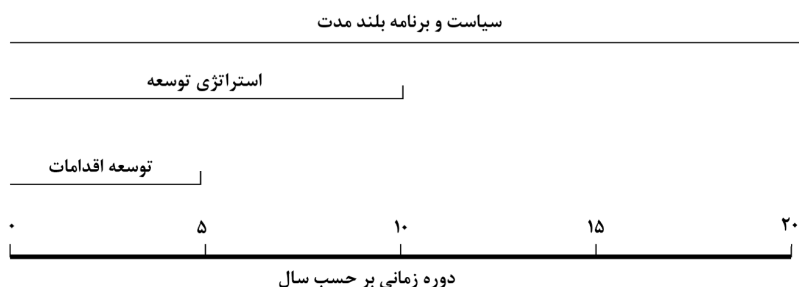 سیاست و برنامه بلند مدت
استراتژی توسعه
توسعه اقدامات
۰ ۵ ۱۰ ۱۵ ۲۰
دوره زمانی بر حسب سال